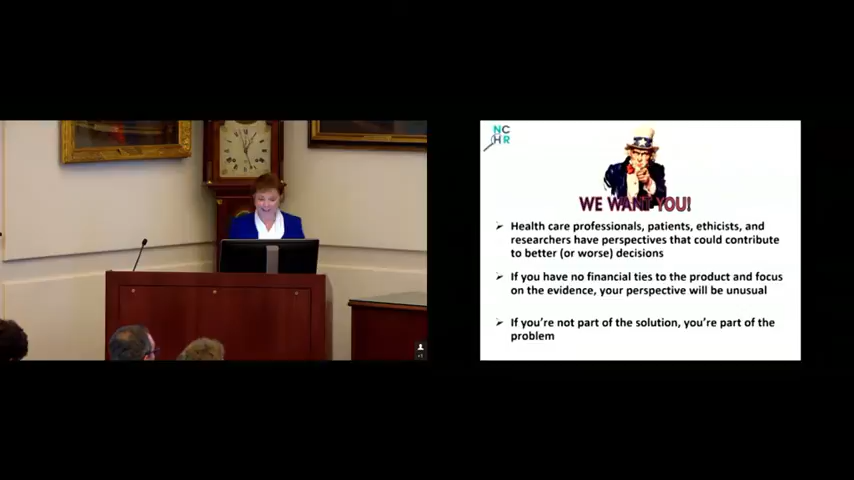 NC
HR
WE WANT YOU!
➢ Health care professionals, patients, ethicists, and
researchers have perspectives that could contribute
to better (or worse) decisions
➢ If you have no financial ties to the product and focus
on the evidence, your perspective will be unusual
➢ If you're not part of the solution, you're part of the
problem